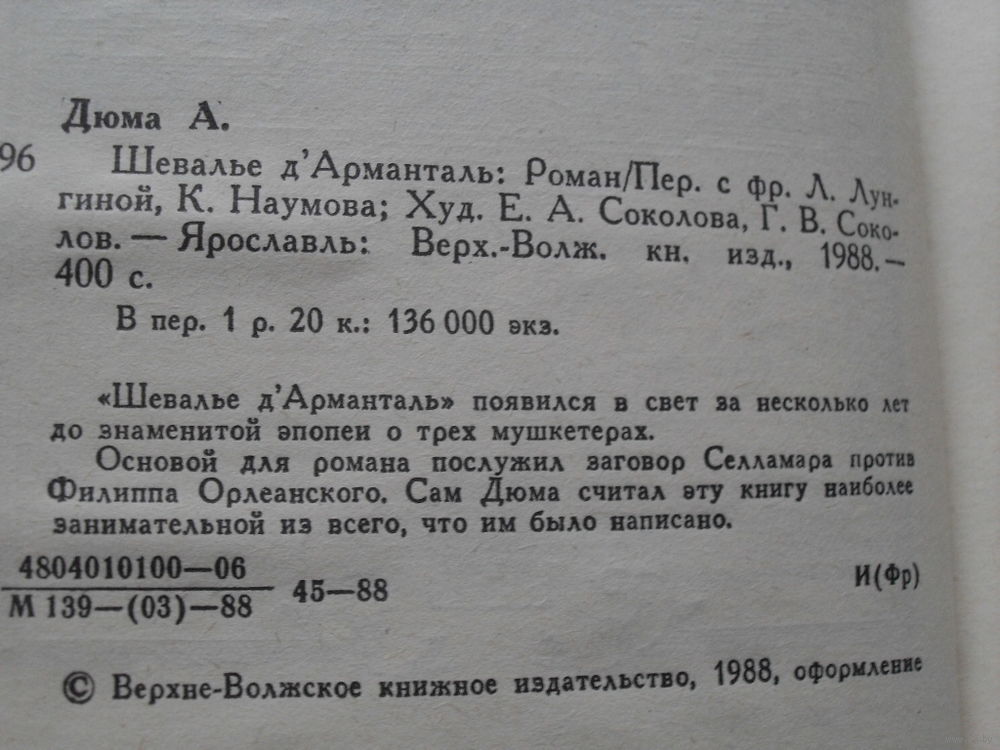 Дюма А.
96 Шевалье д'Арманталь: Роман/Пер. с фр. Л. Лун-
гиной, К. Наумова; Худ. Е. А. Соколова, Г. В. Соко-
лов. — Ярославль: Верх.-Волж. кн. изд., 1988.—
400 с.
В пер. 1 р. 20 к.: 136 000 экз.
«Шевалье д'Арманталь» появился в свет за несколько лет
до знаменитой эпопеи о трех мушкетерах.
Основой для романа послужил заговор Селламара против
Филиппа Орлеанского. Сам Дюма считал эту книгу наиболее
занимательной из всего, что им было написано.
4804010100—06
М 139—(03)—88 45—88 И(Фр)
© Верхне-Волжское книжное издательство, 1988, оформление